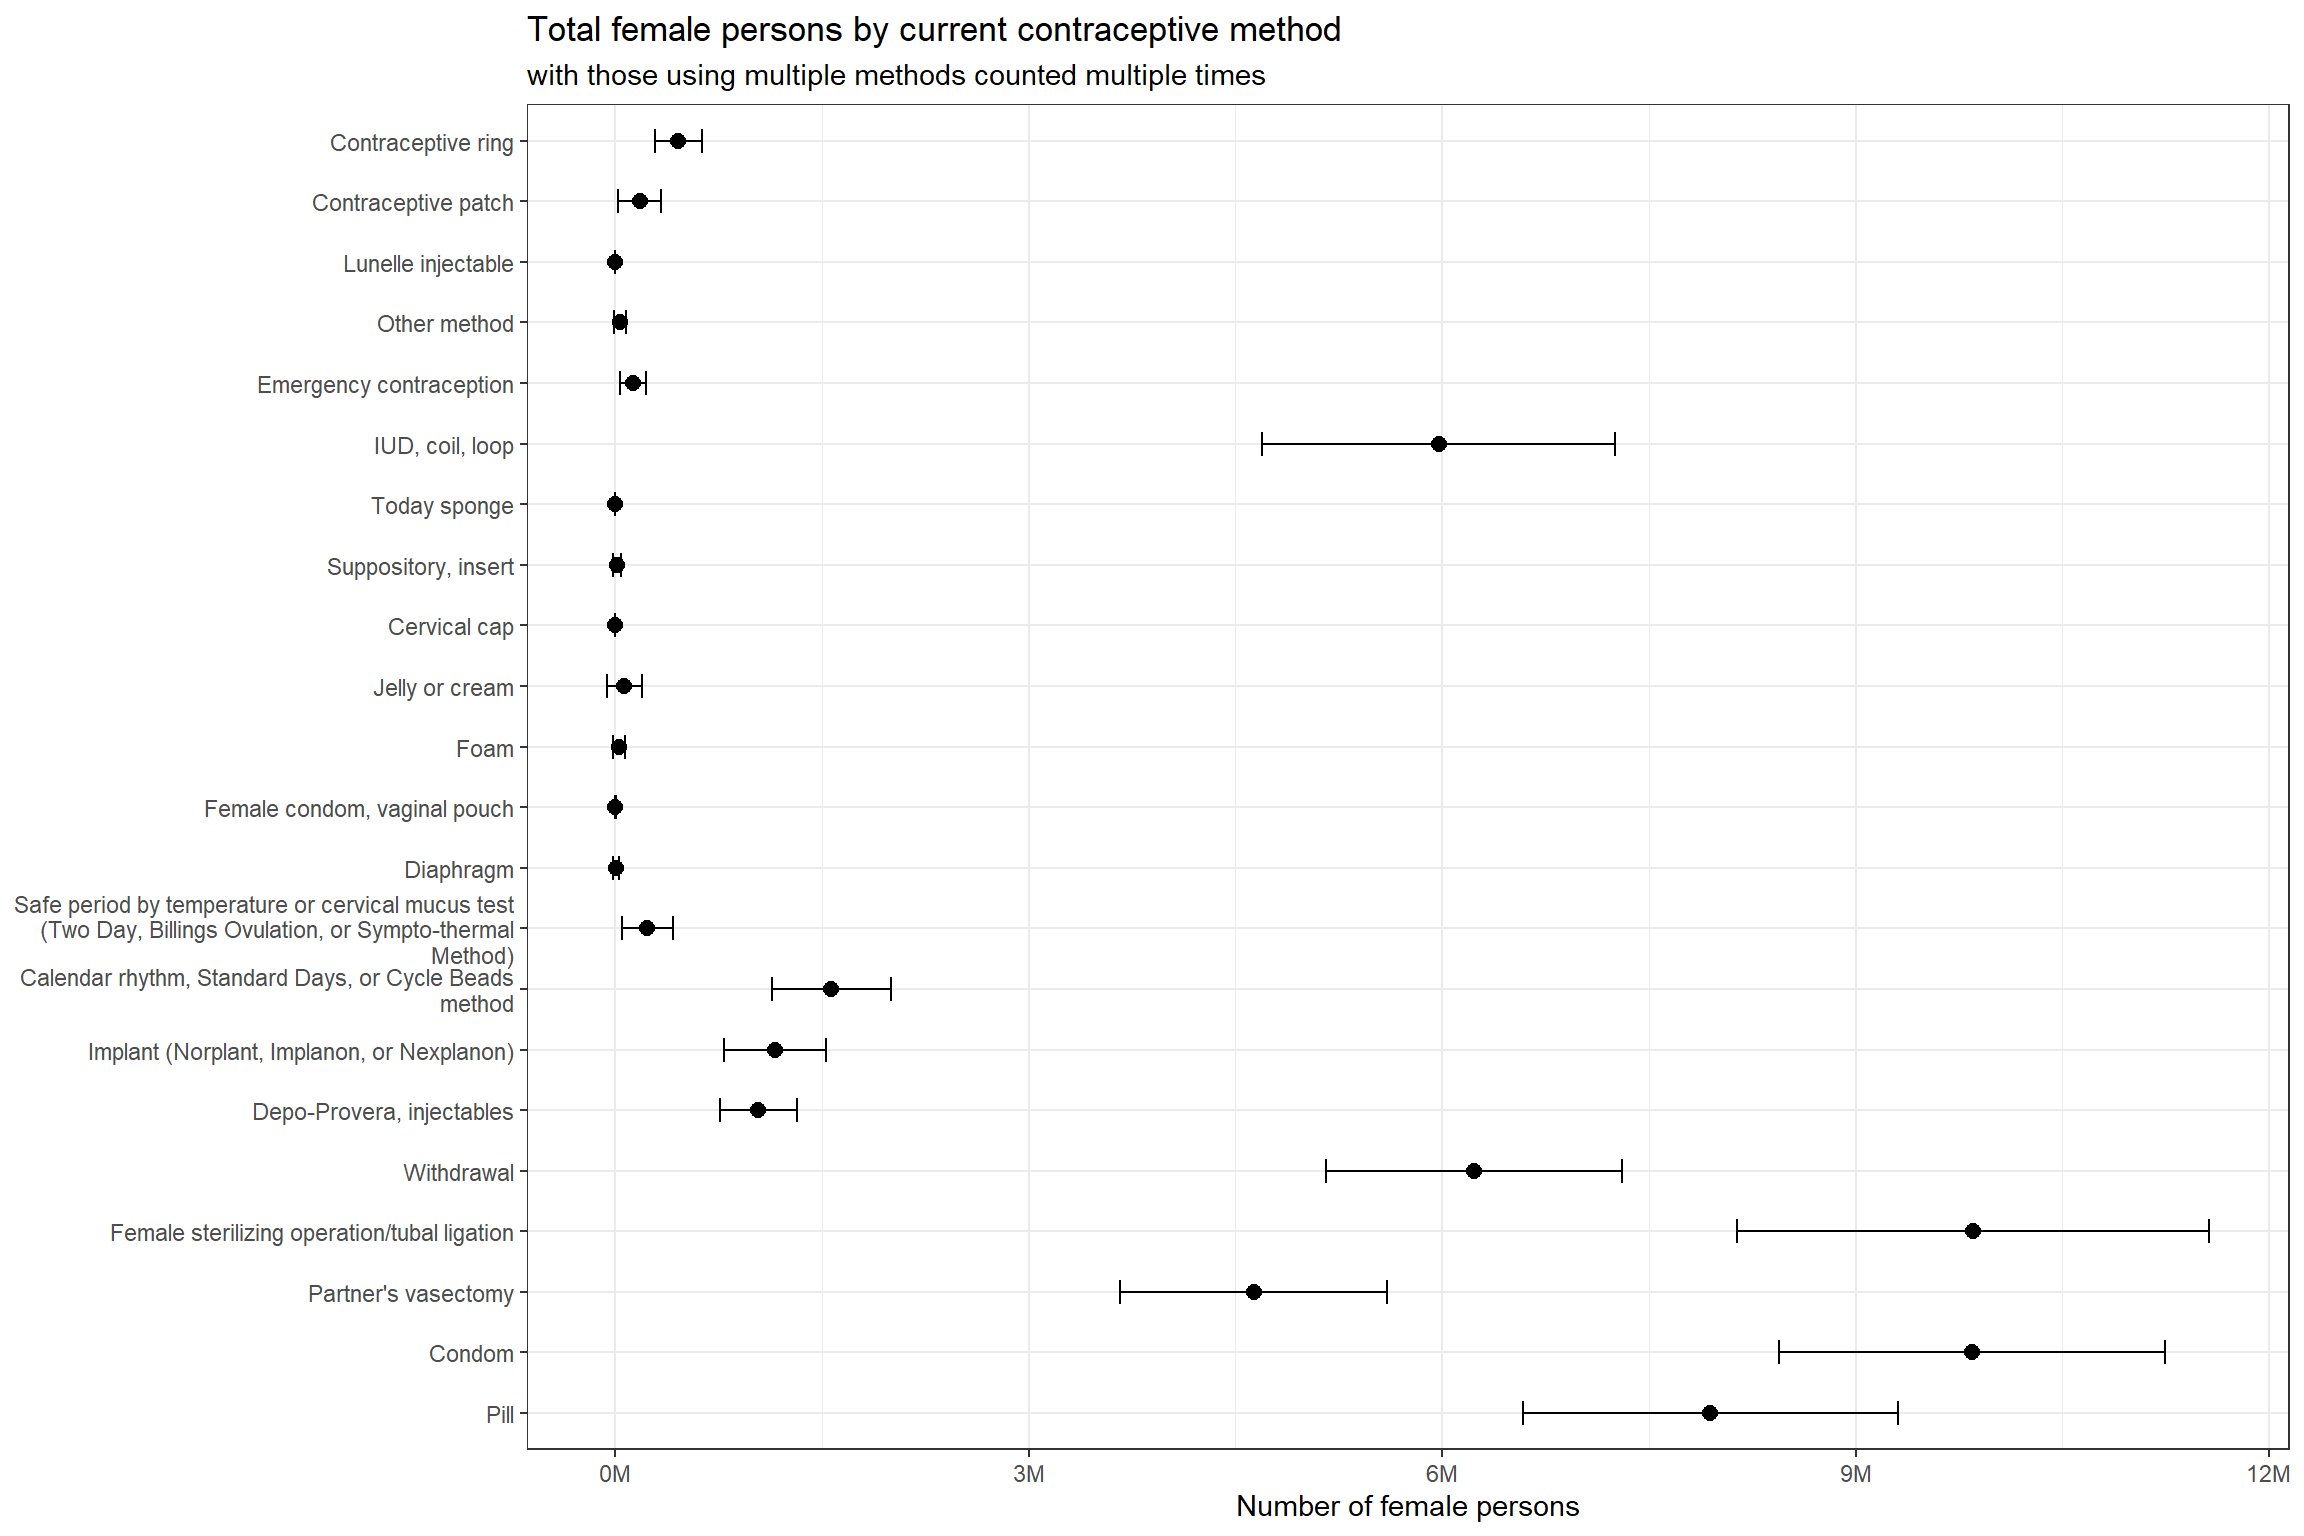 Total female persons by current contraceptive method
with those using multiple methods counted multiple times
Contraceptive ring
Contraceptive patch
Lunelle injectable
Other method
Emergency contraception
IUD, coil, loop
Today sponge
Suppository, insert
Cervical cap
Jelly or cream
Foam
Female condom, vaginal pouch
Diaphragm
Safe period by temperature or cervical mucus test
(Two Day, Billings Ovulation, or Sympto-thermal
Method)
Calendar rhythm, Standard Days, or Cycle Beads
method
Implant (Norplant, Implanon, or Nexplanon)
Depo-Provera, injectables
Withdrawal
Female sterilizing operation/tubal ligation
Partner's vasectomy
Condom
Pill
0M
3M
6M
9M
12M
Number of female persons